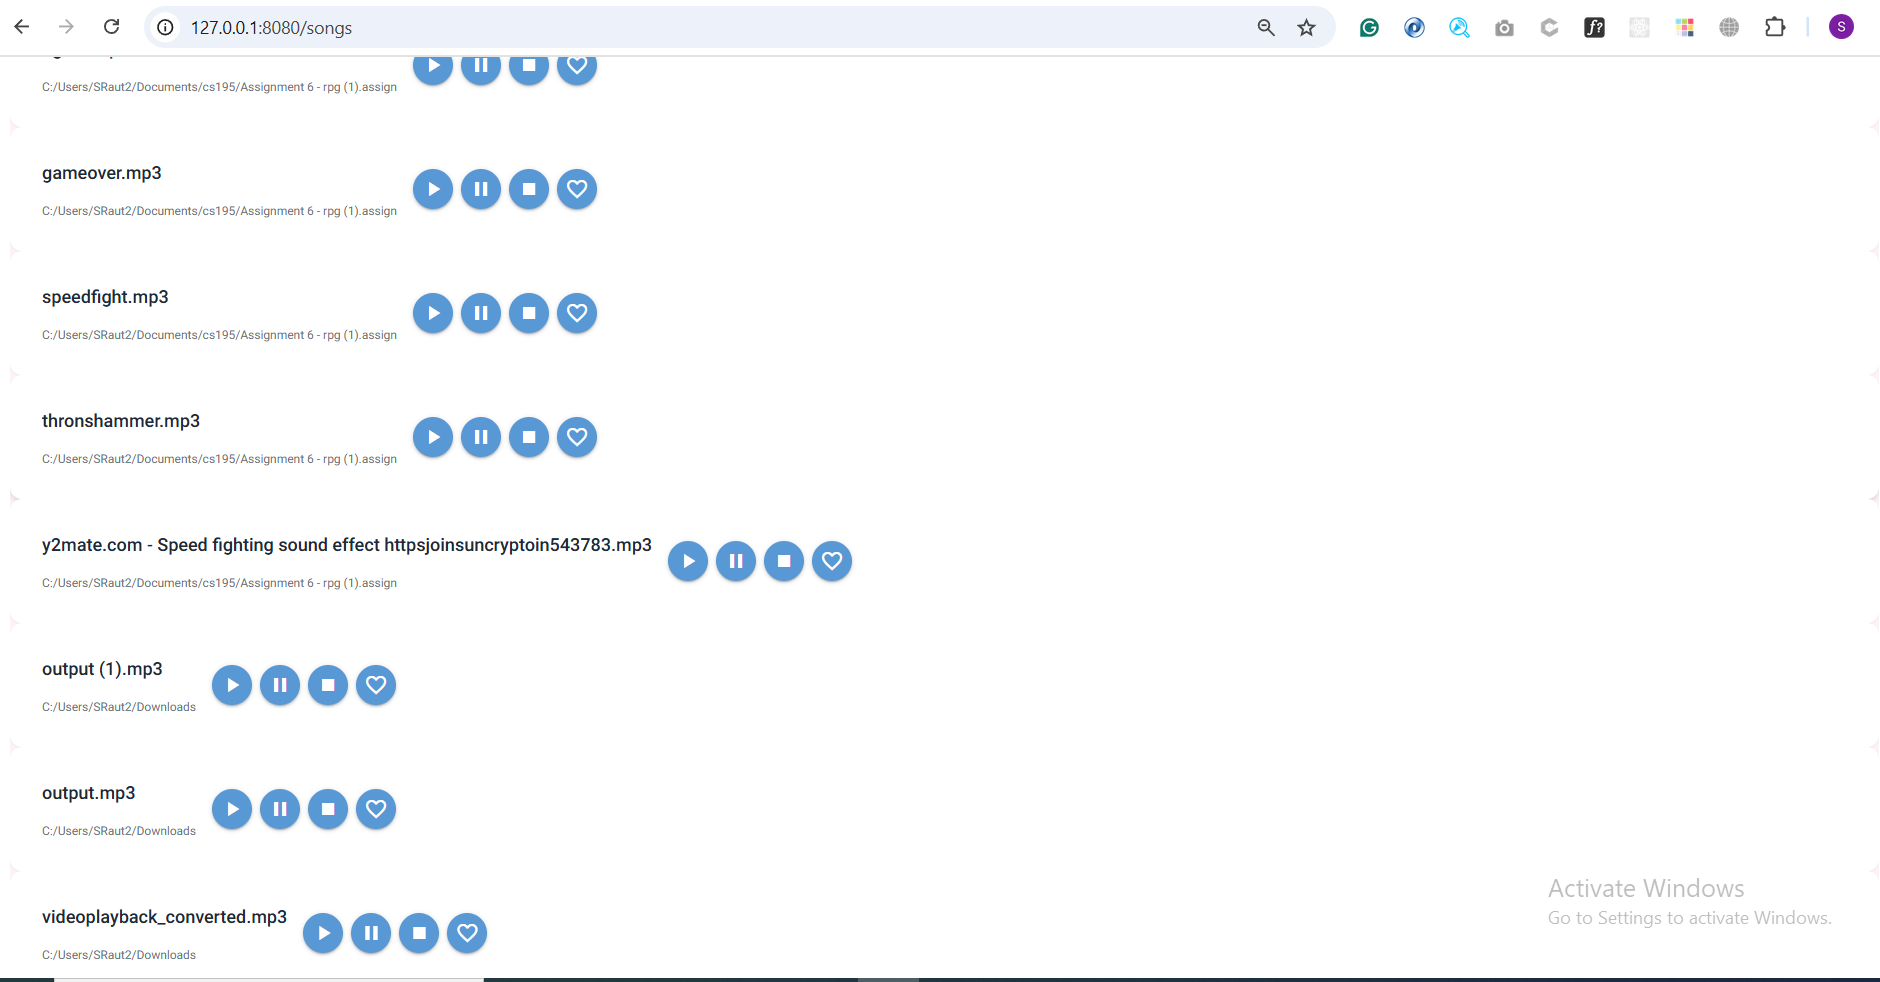 127.0.0.1:8080/songs
S
C:/Users/SRaut2/Documents/cs195/Assignment 6 - rpg (1).assign
gameover.mp3
C:/Users/SRaut2/Documents/cs195/Assignment 6 - rpg (1).assign
speedfight.mp3
C:/Users/SRaut2/Documents/cs195/Assignment 6 - rpg (1).assign
thronshammer.mp3
C:/Users/SRaut2/Documents/cs195/Assignment 6 - rpg (1).assign
y2mate.com - Speed fighting sound effect httpsjoinsuncryptoin543783.mp3
C:/Users/SRaut2/Documents/cs195/Assignment 6 - rpg (1).assign
output (1).mp3
C:/Users/SRaut2/Downloads
output.mp3
C:/Users/SRaut2/Downloads
videoplayback_converted.mp3
C:/Users/SRaut2/Downloads
Activate Windows
Go to Settings to activate Windows.